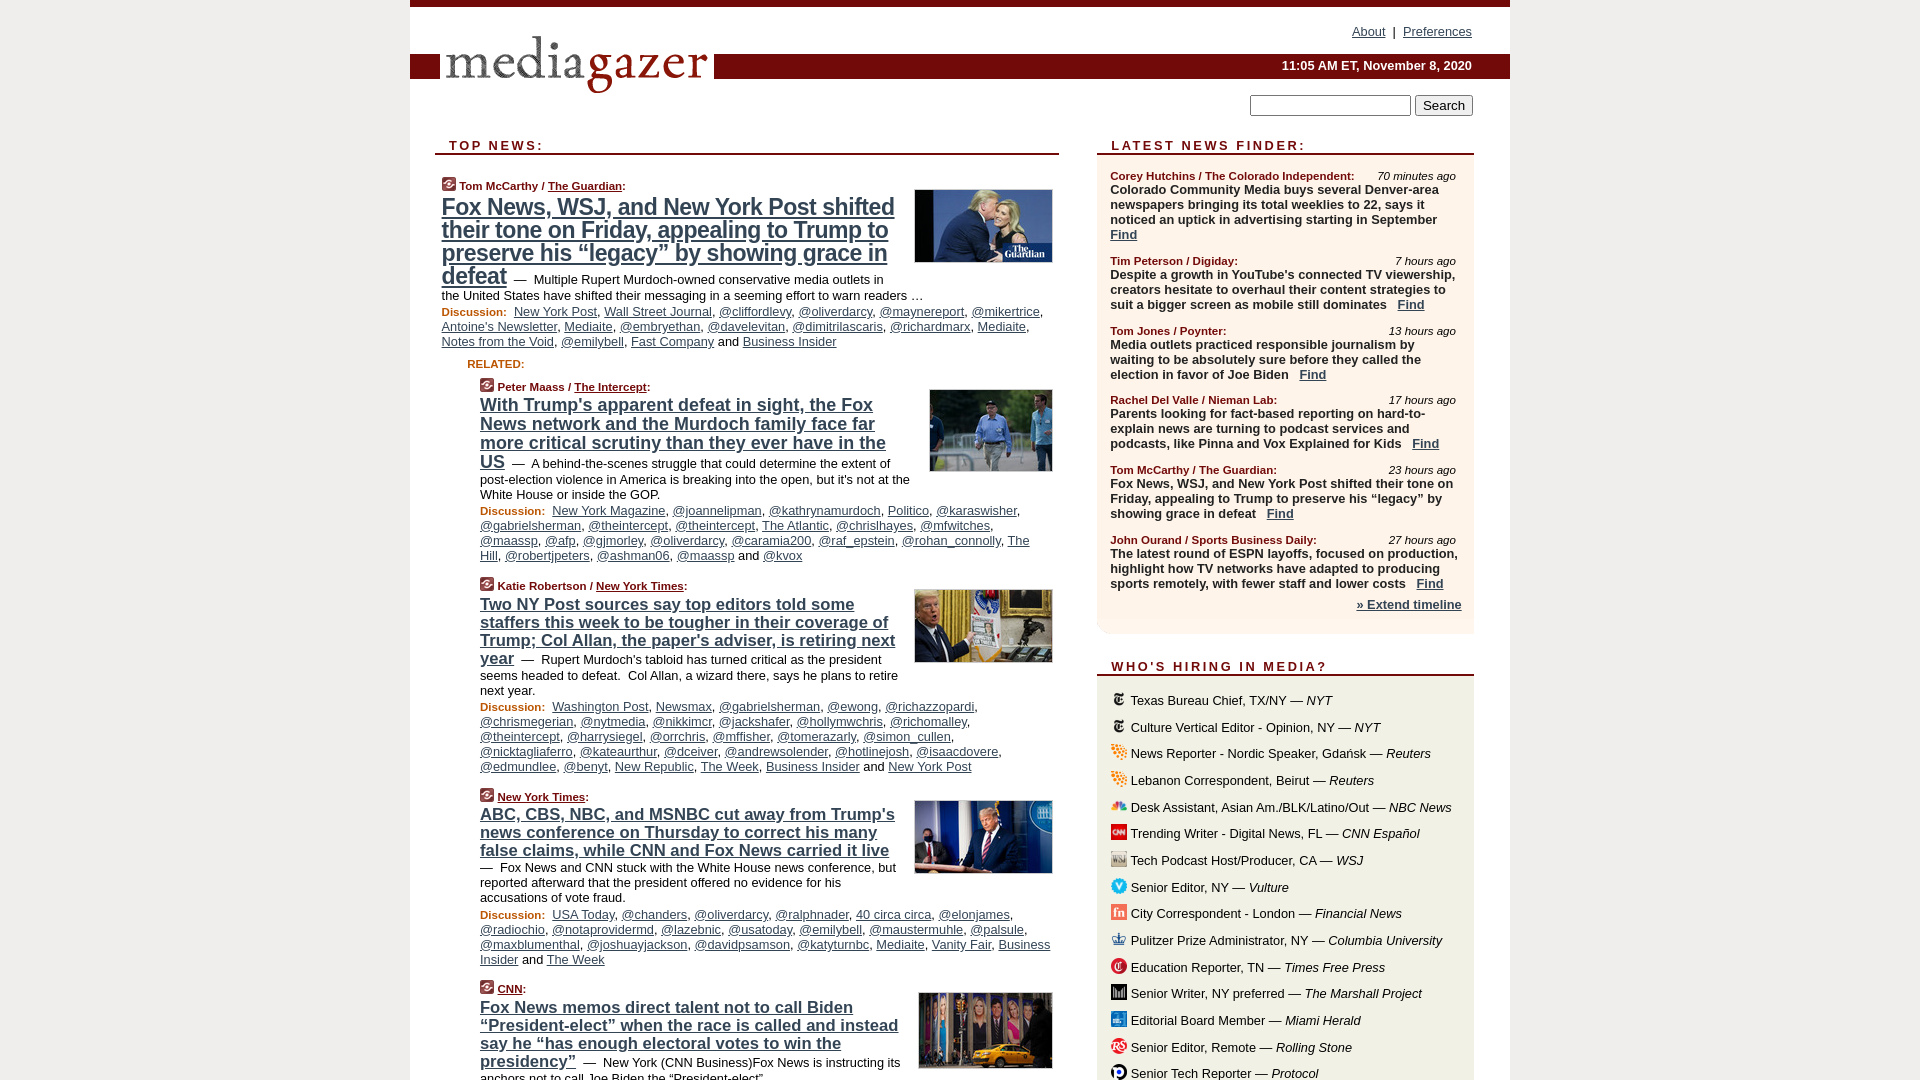 About | Preferences
mediagazer
11:05 AM ET, November 8, 2020
Search
TOP NEWS:
Tom McCarthy / The Guardian:
Fox News, WSJ, and New York Post shifted
their tone on Friday, appealing to Trump to
preserve his “legacy” by showing grace in
defeat — Multiple Rupert Murdoch-owned conservative media outlets in
the United States have shifted their messaging in a seeming effort to warn readers …
The Guardian
Discussion: New York Post, Wall Street Journal, @cliffordlevy, @oliverdarcy, @maynereport, @mikertrice,
Antoine's Newsletter, Mediaite, @embryethan, @davelevitan, @dimitrilascaris, @richardmarx, Mediaite,
Notes from the Void, @emilybell, Fast Company and Business Insider
RELATED:
Peter Maass / The Intercept:
With Trump's apparent defeat in sight, the Fox
News network and the Murdoch family face far
more critical scrutiny than they ever have in the
US — A behind-the-scenes struggle that could determine the extent of
post-election violence in America is breaking into the open, but it's not at the
White House or inside the GOP.
Discussion: New York Magazine, @joannelipman, @kathrynamurdoch, Politico, @karaswisher,
@gabrielsherman, @theintercept, @theintercept, The Atlantic, @chrislhayes, @mfwitches,
@maassp, @afp, @gjmorley, @oliverdarcy, @caramia200, @raf_epstein, @rohan_connolly, The
Hill, @robertjpeters, @ashman06, @maassp and @kvox
Katie Robertson / New York Times:
Two NY Post sources say top editors told some
staffers this week to be tougher in their coverage of
Trump; Col Allan, the paper's adviser, is retiring next
year — Rupert Murdoch's tabloid has turned critical as the president
seems headed to defeat. Col Allan, a wizard there, says he plans to retire
next year.
Discussion: Washington Post, Newsmax, @gabrielsherman, @ewong, @richazzopardi,
@chrismegerian, @nytmedia, @nikkimcr, @jackshafer, @hollymwchris, @richomalley,
@theintercept, @harrysiegel, @orrchris, @mffisher, @tomerazarly, @simon_cullen,
@nicktagliaferro, @kateaurthur, @dceiver, @andrewsolender, @hotlinejosh, @isaacdovere,
@edmundlee, @benyt, New Republic, The Week, Business Insider and New York Post
New York Times:
ABC, CBS, NBC, and MSNBC cut away from Trump's
news conference on Thursday to correct his many
false claims, while CNN and Fox News carried it live
— Fox News and CNN stuck with the White House news conference, but
reported afterward that the president offered no evidence for his
accusations of vote fraud.
Discussion: USA Today, @chanders, @oliverdarcy, @ralphnader, 40 circa circa, @elonjames,
@radiochio, @notaprovidermd, @lazebnic, @usatoday, @emilybell, @maustermuhle, @palsule,
@maxblumenthal, @joshuayjackson, @davidpsamson, @katyturnbc, Mediaite, Vanity Fair, Business
Insider and The Week
CNN:
Fox News memos direct talent not to call Biden
“President-elect” when the race is called and instead
say he “has enough electoral votes to win the
presidency” — New York (CNN Business)Fox News is instructing its
anchors not to call Joe Biden the “President-elect”
LATEST NEWS FINDER:
Corey Hutchins / The Colorado Independent: 70 minutes ago
Colorado Community Media buys several Denver-area
newspapers bringing its total weeklies to 22, says it
noticed an uptick in advertising starting in September
Find
Tim Peterson / Digiday: 7 hours ago
Despite a growth in YouTube's connected TV viewership,
creators hesitate to overhaul their content strategies to
suit a bigger screen as mobile still dominates Find
Tom Jones / Poynter: 13 hours ago
Media outlets practiced responsible journalism by
waiting to be absolutely sure before they called the
election in favor of Joe Biden Find
Rachel Del Valle / Nieman Lab: 17 hours ago
Parents looking for fact-based reporting on hard-to-
explain news are turning to podcast services and
podcasts, like Pinna and Vox Explained for Kids Find
Tom McCarthy / The Guardian: 23 hours ago
Fox News, WSJ, and New York Post shifted their tone on
Friday, appealing to Trump to preserve his “legacy” by
showing grace in defeat Find
John Ourand / Sports Business Daily: 27 hours ago
The latest round of ESPN layoffs, focused on production,
highlight how TV networks have adapted to producing
sports remotely, with fewer staff and lower costs Find
» Extend timeline
WHO'S HIRING IN MEDIA?
Texas Bureau Chief, TX/NY — NYT
Culture Vertical Editor - Opinion, NY — NYT
News Reporter - Nordic Speaker, Gdańsk — Reuters
Lebanon Correspondent, Beirut — Reuters
Desk Assistant, Asian Am./BLK/Latino/Out — NBC News
Trending Writer - Digital News, FL — CNN Español
Tech Podcast Host/Producer, CA — WSJ
Senior Editor, NY — Vulture
City Correspondent - London — Financial News
Pulitzer Prize Administrator, NY — Columbia University
Education Reporter, TN — Times Free Press
Senior Writer, NY preferred — The Marshall Project
Editorial Board Member — Miami Herald
Senior Editor, Remote — Rolling Stone
Senior Tech Reporter — Protocol